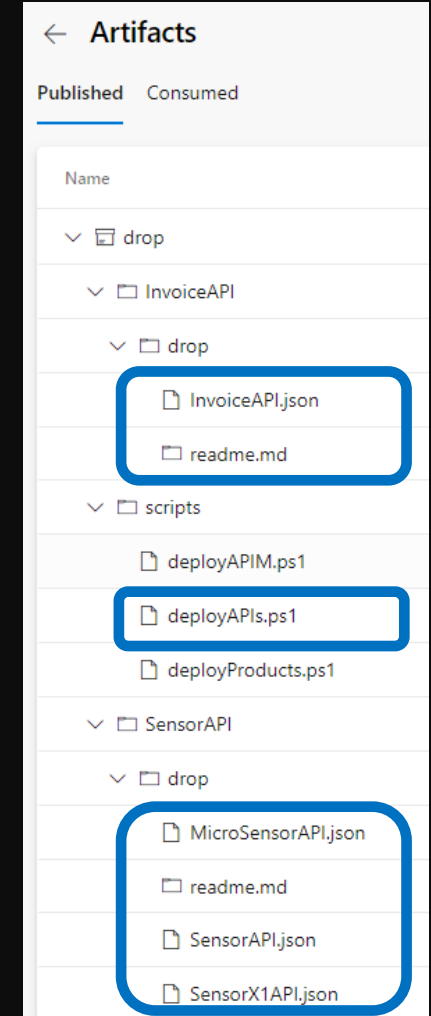 Artifacts
Published Consumed
Name
drop
InvoiceAPI
drop
InvoiceAPI.json
readme.md
scripts
deployAPIM.ps1
deployAPIs.ps1
deployProducts.ps1
SensorAPI
drop
MicroSensorAPI.json
readme.md
SensorAPI.json
SensorX1API.json